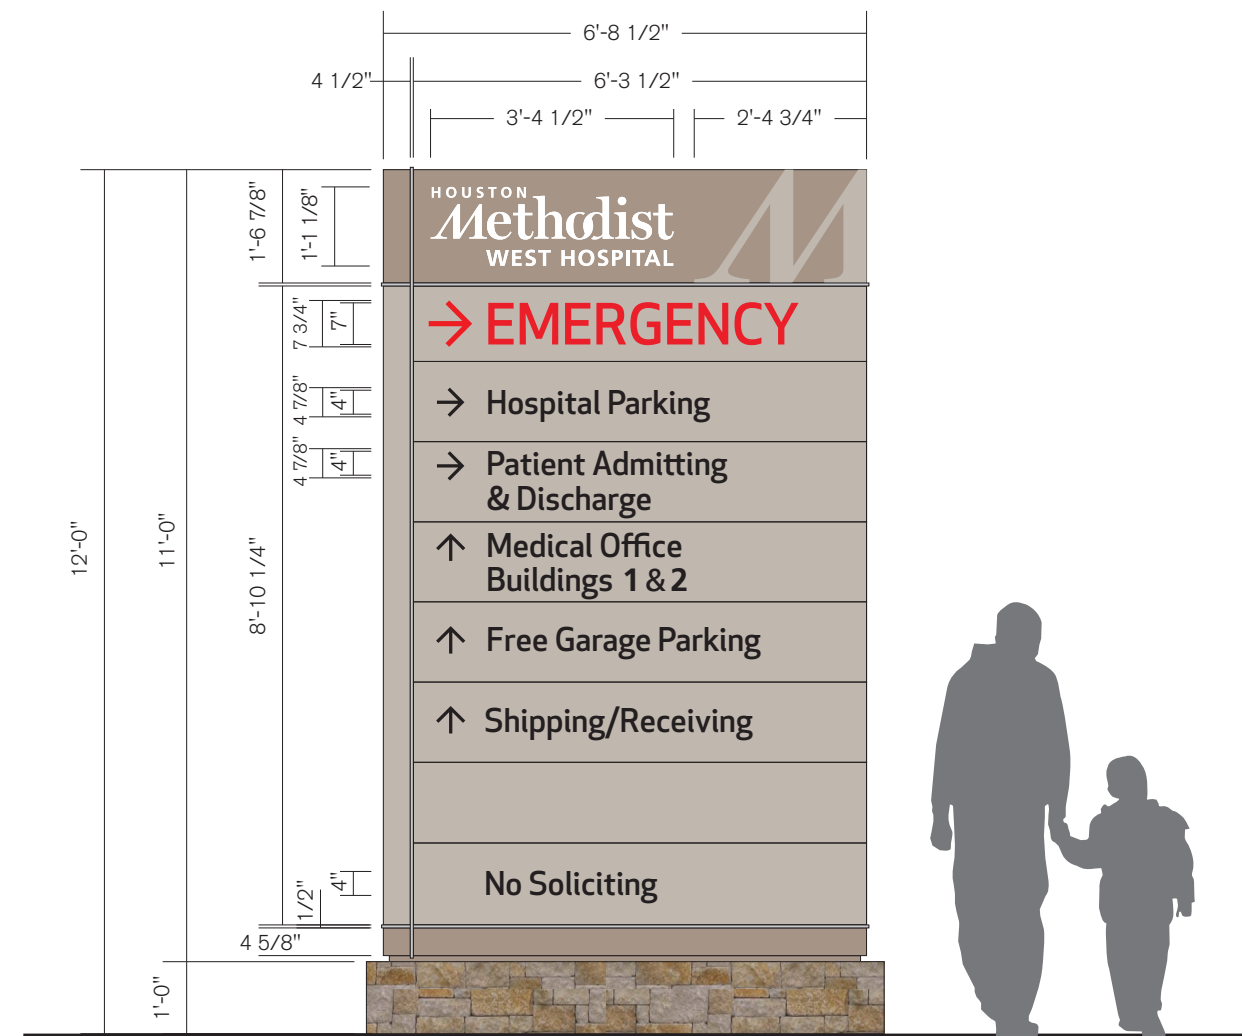 6'-8 1/2"
4 1/2"
6'-3 1/2"
3'-4 1/2"
2'-4 3/4"
1'-6 7/8"
1'-1 1/8"
HOUSTON
Methodist
WEST HOSPITAL
7 3/4"
7"
→ EMERGENCY
4 7/8"
4"
→ Hospital Parking
4 7/8"
4"
→ Patient Admitting
& Discharge
12'-0"
11'-0"
8'-10 1/4"
↑ Medical Office
Buildings 1 & 2
↑ Free Garage Parking
↑ Shipping/Receiving
4"
1/2"
No Soliciting
4 5/8"
1'-0"